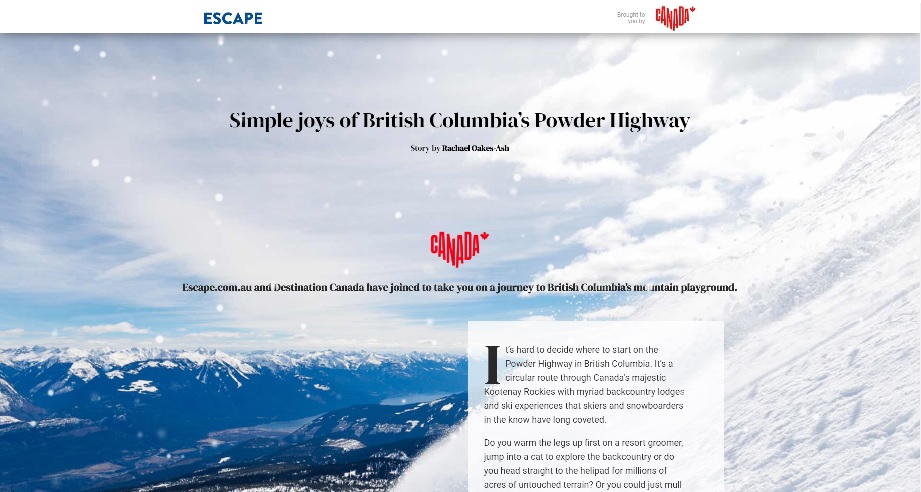 ESCAPE
Brought to
you by
CANADA
Simple joys of British Columbia's Powder Highway
Story by Rachael Oakes-Ash
CANADA
Escape.com.au and Destination Canada have joined to take you on a journey to British Columbia's mountain playground.
It's hard to decide where to start on the
Powder Highway in British Columbia. It's a
circular route through Canada's majestic
Kootenay Rockies with myriad backcountry lodges
and ski experiences that skiers and snowboarders
in the know have long coveted.
Do you warm the legs up first on a resort groomer,
jump into a cat to explore the backcountry or do
you head straight to the helipad for millions of
acres of untouched terrain? Or you could just mull